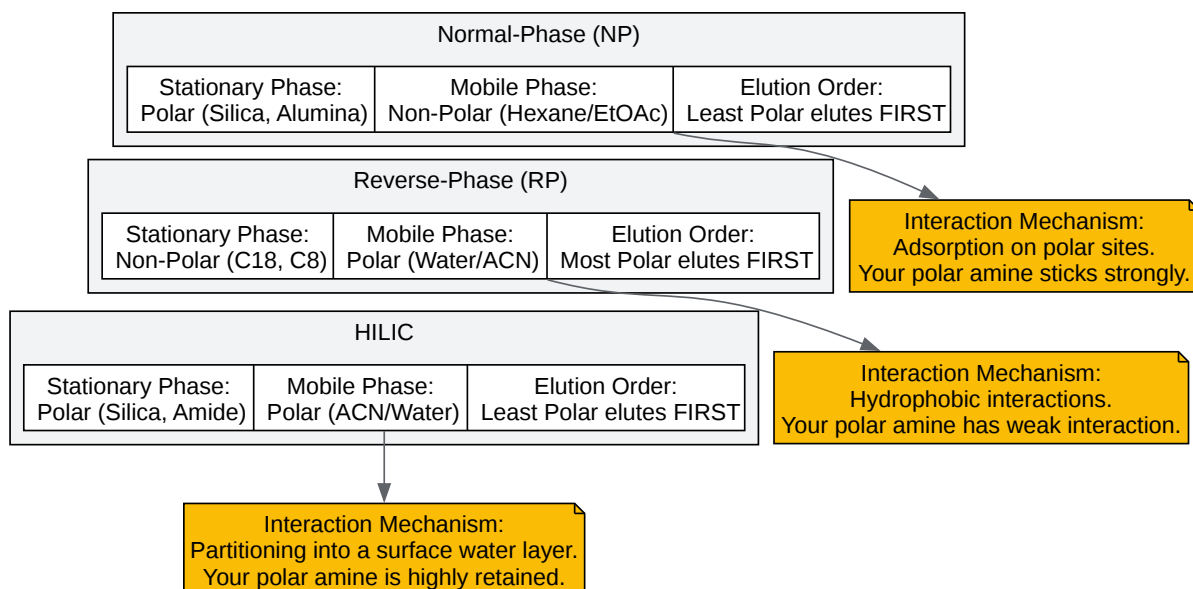 Normal-Phase (NP)
Stationary Phase:
Polar (Silica, Alumina)
Mobile Phase:
Non-Polar (Hexane/EtOAc)
Elution Order:
Least Polar elutes FIRST
Interaction Mechanism:
Adsorption on polar sites.
Your polar amine sticks strongly.
Reverse-Phase (RP)
Stationary Phase:
Non-Polar (C18, C8)
Mobile Phase:
Polar (Water/ACN)
Elution Order:
Most Polar elutes FIRST
Interaction Mechanism:
Hydrophobic interactions.
Your polar amine has weak interaction.
HILIC
Stationary Phase:
Polar (Silica, Amide)
Mobile Phase:
Polar (ACN/Water)
Elution Order:
Least Polar elutes FIRST
Interaction Mechanism:
Partitioning into a surface water layer.
Your polar amine is highly retained.